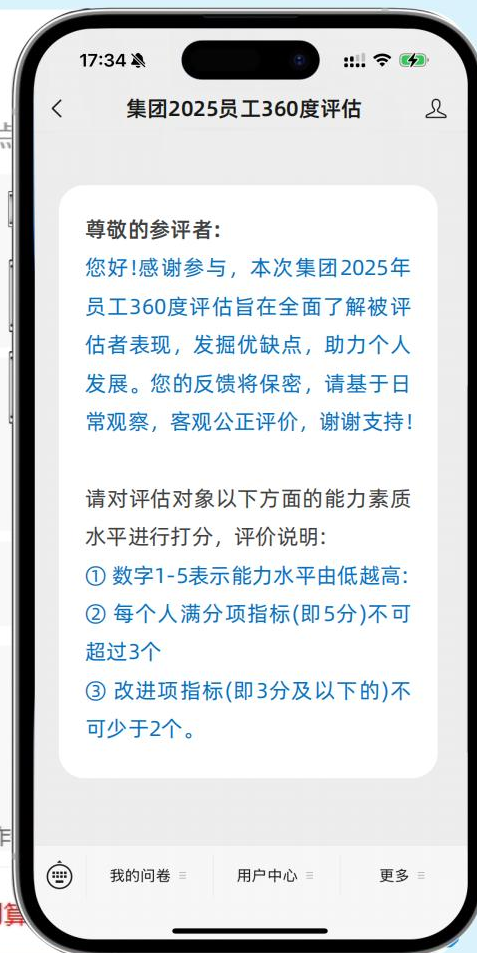 17:34
集团2025员工360度评估
尊敬的参评者:
您好!感谢参与，本次集团2025年
员工360度评估旨在全面了解被评
估者表现，发掘优缺点，助力个人
发展。您的反馈将保密，请基于日
常观察，客观公正评价，谢谢支持!
请对评估对象以下方面的能力素质
水平进行打分，评价说明:
① 数字1-5表示能力水平由低越高:
② 每个人满分项指标(即5分)不可
超过3个
③ 改进项指标(即3分及以下的)不
可少于2个。
我的问卷
用户中心
更多